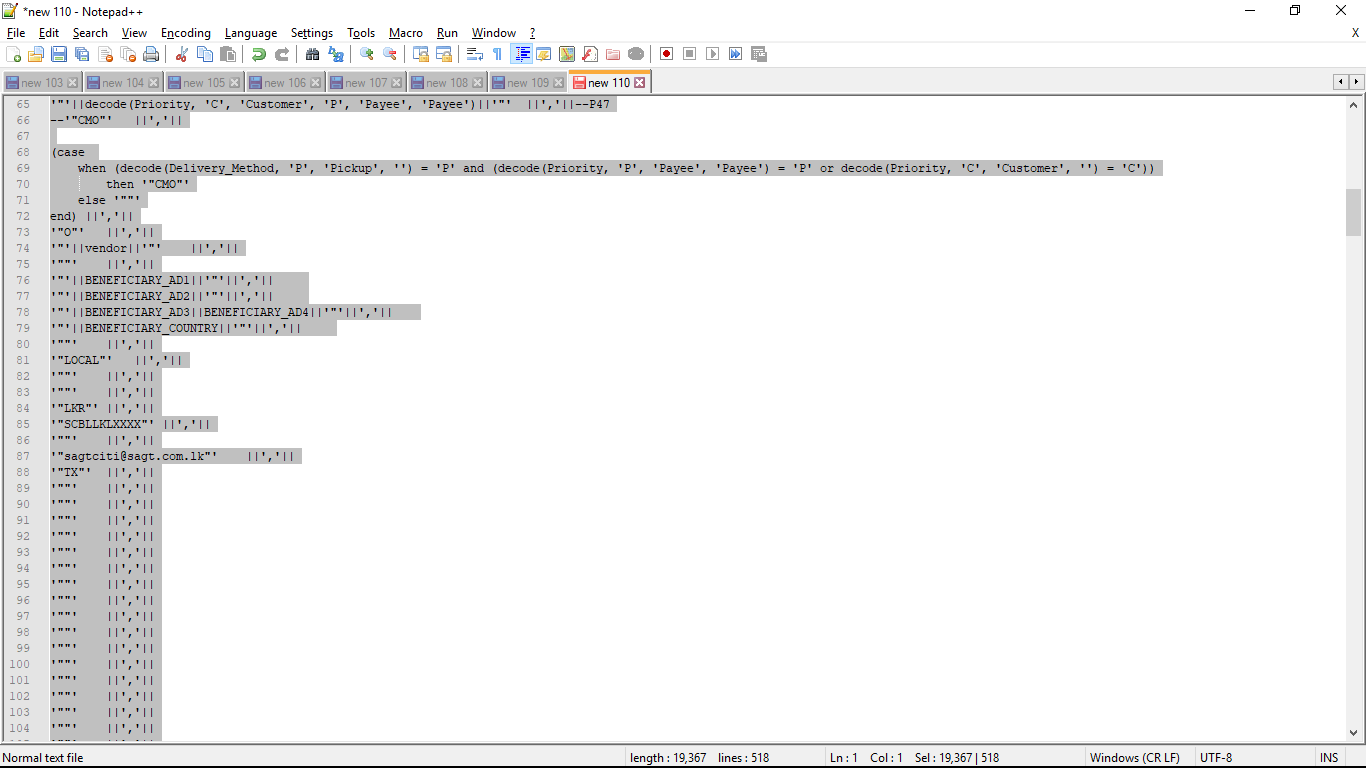 *new 110 - Notepad++
File Edit Search View Encoding Language Settings Tools Macro Run Window ? X
new 103 new 104 new 105 new 106 new 107 new 108 new 109 new 110
65 '"'||decode(Priority, 'C', 'Customer', 'P', 'Payee', 'Payee')||'"' ||','||--P47
66 --'"CMO"' ||','||
67
68 (case
69 when (decode(Delivery_Method, 'P', 'Pickup', '') = 'P' and (decode(Priority, 'P', 'Payee', 'Payee') = 'P' or decode(Priority, 'C', 'Customer', '') = 'C'))
70 then '"CMO"'
71 else '""'
72 end) ||','||
73 '"O"' ||','||
74 '"'||vendor||'"' ||','||
75 '""' ||','||
76 '"'||BENEFICIARY_AD1||'"'||','||
77 '"'||BENEFICIARY_AD2||'"'||','||
78 '"'||BENEFICIARY_AD3||BENEFICIARY_AD4||'"'||','||
79 '"'||BENEFICIARY_COUNTRY||'"'||','||
80 '""' ||','||
81 '"LOCAL"' ||','||
82 '""' ||','||
83 '""' ||','||
84 '"LKR"' ||','||
85 '"SCBLLKLXXXX"' ||','||
86 '""' ||','||
87 '"sagtciti@sagt.com.lk"' ||','||
88 '"TX"' ||','||
89 '""' ||','||
90 '""' ||','||
91 '""' ||','||
92 '""' ||','||
93 '""' ||','||
94 '""' ||','||
95 '""' ||','||
96 '""' ||','||
97 '""' ||','||
98 '""' ||','||
99 '""' ||','||
100 '""' ||','||
101 '""' ||','||
102 '""' ||','||
103 '""' ||','||
104 '""' ||','||
Normal text file length : 19,367 lines : 518 Ln : 1 Col : 1 Sel : 19,367 | 518 Windows (CR LF) UTF-8 INS